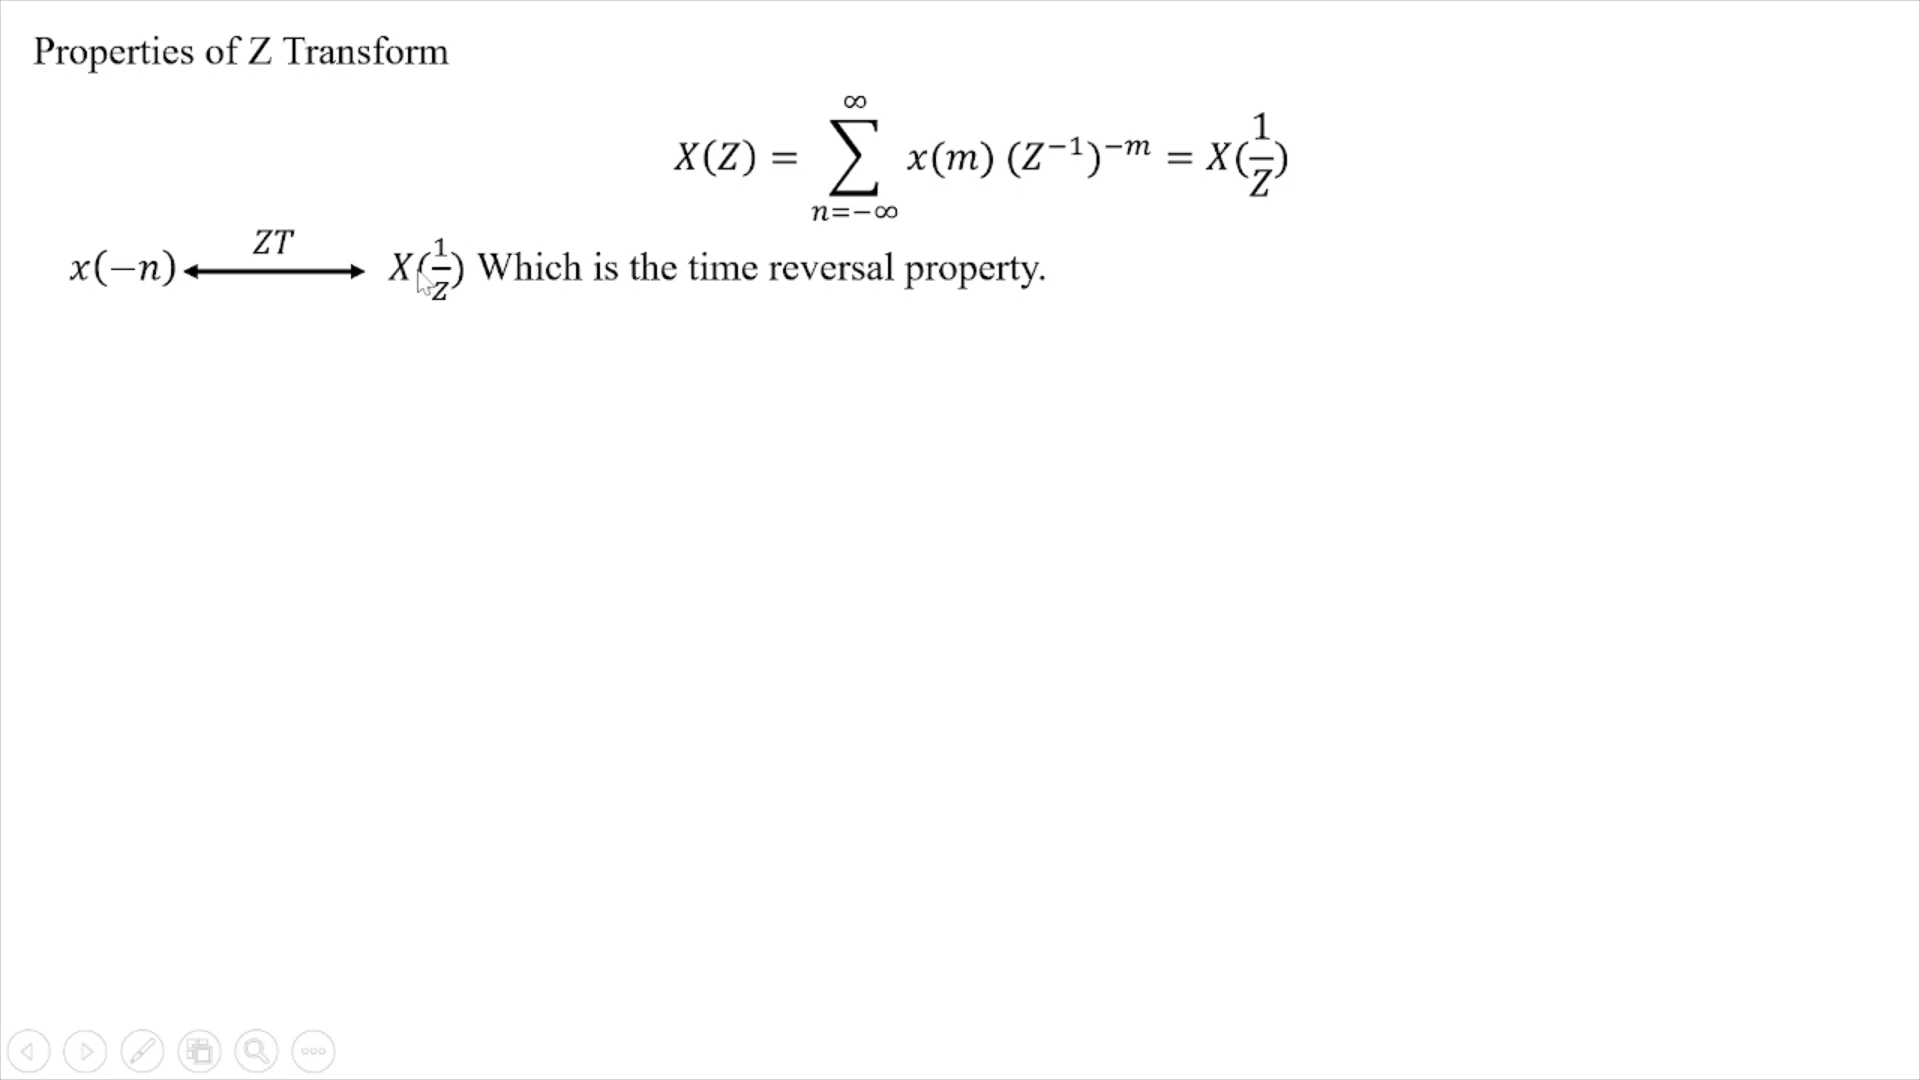 Properties of Z Transform
X(Z) = ∑_{n=−∞}^{∞} x(m) (Z^{−1})^{−m} = X(1/Z)
x(−n) ⟷^{ZT} X(1/Z) Which is the time reversal property.